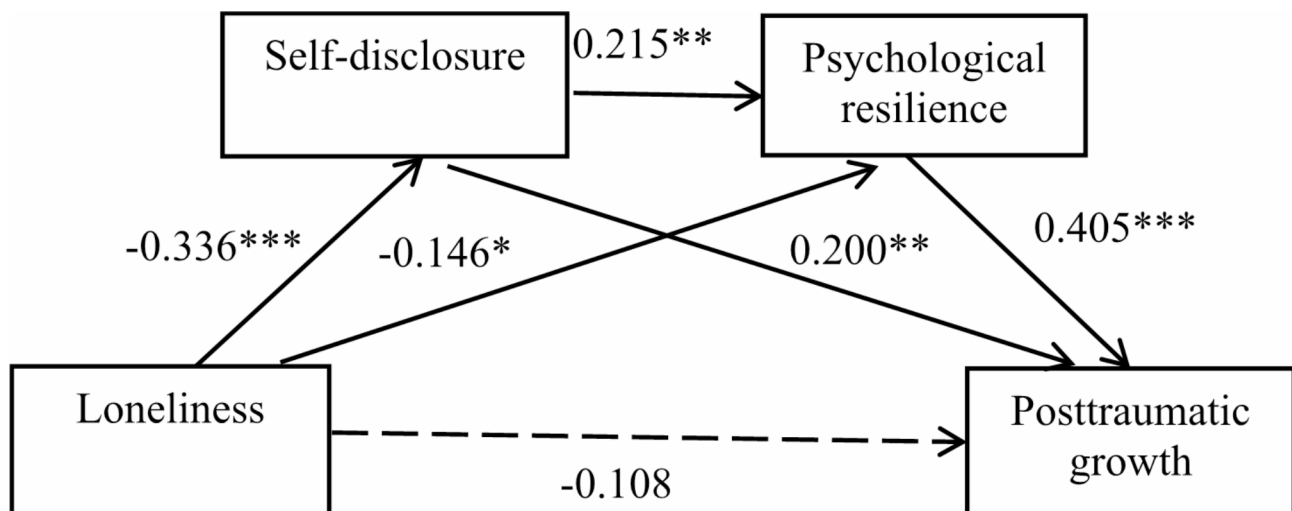 Self-disclosure
0.215**
Psychological
resilience
-0.336***
-0.146*
0.200**
0.405***
Loneliness
-0.108
Posttraumatic
growth